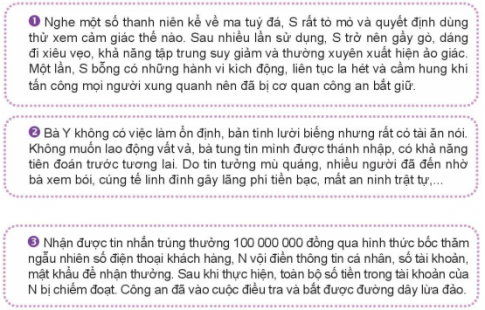 ❶ Nghe một số thanh niên kể về ma tuý đá, S rất tò mò và quyết định dùng
thử xem cảm giác thế nào. Sau nhiều lần sử dụng, S trở nên gầy gò, dáng
đi xiêu vẹo, khả năng tập trung suy giảm và thường xuyên xuất hiện ảo giác.
Một lần, S bỗng có những hành vi kích động, liên tục la hét và cầm hung khí
tấn công mọi người xung quanh nên đã bị cơ quan công an bắt giữ.
❷ Bà Y không có việc làm ổn định, bản tính lười biếng nhưng rất có tài ăn nói.
Không muốn lao động vất vả, bà tung tin mình được thánh nhập, có khả năng
tiên đoán trước tương lai. Do tin tưởng mù quáng, nhiều người đã đến nhờ
bà xem bói, cúng tế linh đình gây lãng phí tiền bạc, mất an ninh trật tự,...
❸ Nhận được tin nhắn trúng thưởng 100 000 000 đồng qua hình thức bốc thăm
ngẫu nhiên số điện thoại khách hàng, N vội điền thông tin cá nhân, số tài khoản,
mật khẩu để nhận thưởng. Sau khi thực hiện, toàn bộ số tiền trong tài khoản của
N bị chiếm đoạt. Công an đã vào cuộc điều tra và bắt được đường dây lừa đảo.